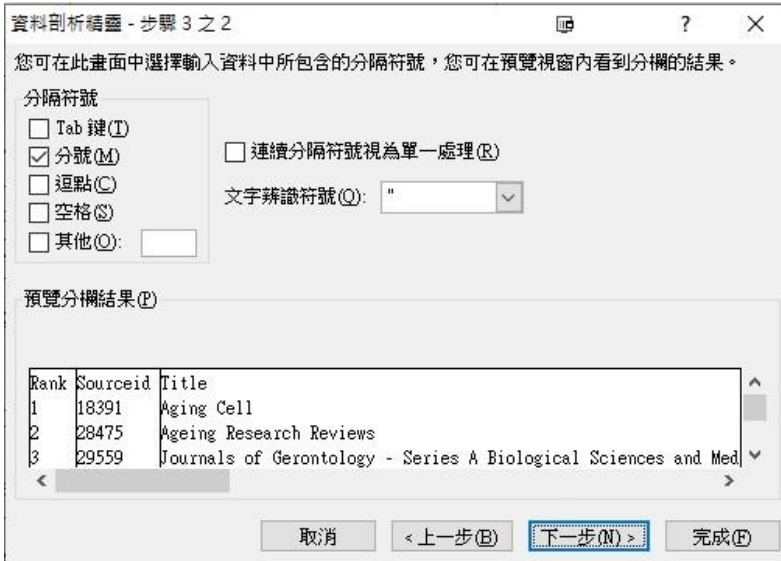 資料剖析精靈 - 步驟 3 之 2
您可在此畫面中選擇輸入資料中所包含的分隔符號，您可在預覽視窗內看到分欄的結果。
分隔符號
Tab 鍵(T)
分號(M)
逗點(C)
空格(S)
其他(O):
連續分隔符號視為單一處理(R)
文字辨識符號(Q): "
預覽分欄結果(P)
Rank Sourceid Title
1 18391 Aging Cell
2 28475 Ageing Research Reviews
3 29559 Journals of Gerontology - Series A Biological Sciences and Med
取消 < 上一步(B) 下一步(N) > 完成(F)